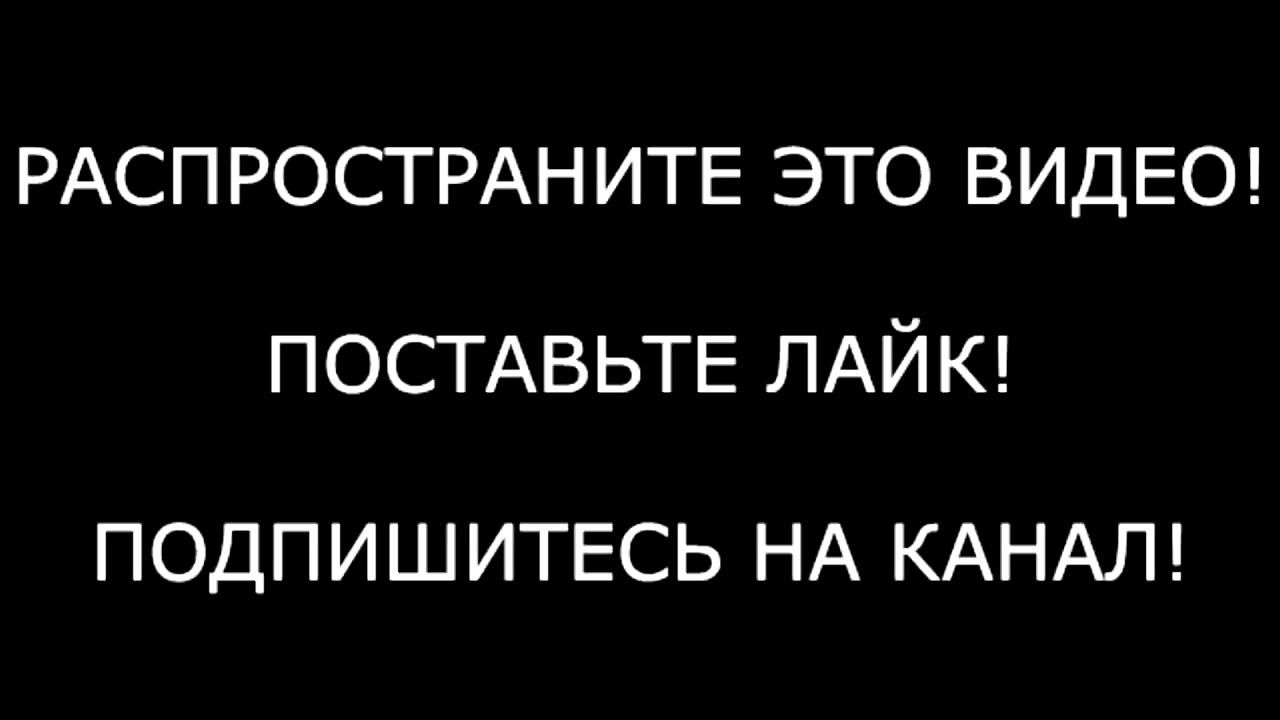 РАСПРОСТРАНИТЕ ЭТО ВИДЕО!
ПОСТАВЬТЕ ЛАЙК!
ПОДПИШИТЕСЬ НА КАНАЛ!